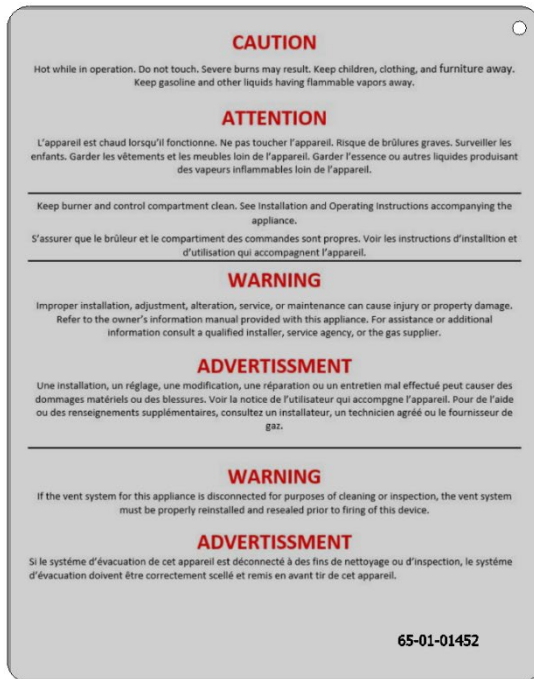 CAUTION
Hot while in operation. Do not touch. Severe burns may result. Keep children, clothing, and furniture away.
Keep gasoline and other liquids having flammable vapors away.
ATTENTION
L'appareil est chaud lorsqu'il fonctionne. Ne pas toucher l'appareil. Risque de brûlures graves. Surveiller les
enfants. Garder les vêtements et les meubles loin de l'appareil. Garder l'essence ou autres liquides produisant
des vapeurs inflammables loin de l'appareil.
Keep burner and control compartment clean. See Installation and Operating Instructions accompanying the
appliance.
S'assurer que le brûleur et le compartiment des commandes sont propres. Voir les instructions d'installtion et
d'utilisation qui accompagnent l'appareil.
WARNING
Improper installation, adjustment, alteration, service, or maintenance can cause injury or property damage.
Refer to the owner's information manual provided with this appliance. For assistance or additional
information consult a qualified installer, service agency, or the gas supplier.
ADVERTISSMENT
Une installation, un réglage, une modification, une réparation ou un entretien mal effectué peut causer des
dommages matériels ou des blessures. Voir la notice de l'utilisateur qui accompgne l'appareil. Pour de l'aide
ou des renseignements supplémentaires, consultez un installateur, un technicien agréé ou le fournisseur de
gaz.
WARNING
If the vent system for this appliance is disconnected for purposes of cleaning or inspection, the vent system
must be properly reinstalled and resealed prior to firing of this device.
ADVERTISSMENT
Si le systéme d'évacuation de cet appareil est déconnecté à des fins de nettoyage ou d'inspection, le systéme
d'évacuation doivent être correctement scellé et remis en avant tir de cet appareil.
65-01-01452